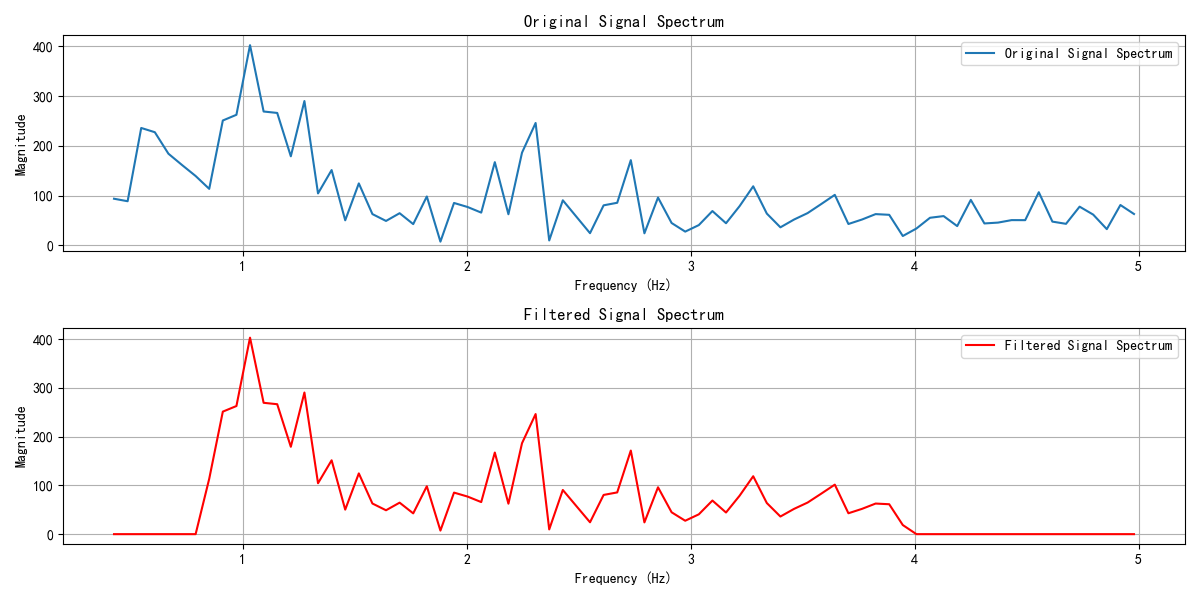 Original Signal Spectrum
400
300
200
100
0
Magnitude
Original Signal Spectrum
1 2 3 4 5
Frequency (Hz)
Filtered Signal Spectrum
400
300
200
100
0
Magnitude
Filtered Signal Spectrum
1 2 3 4 5
Frequency (Hz)